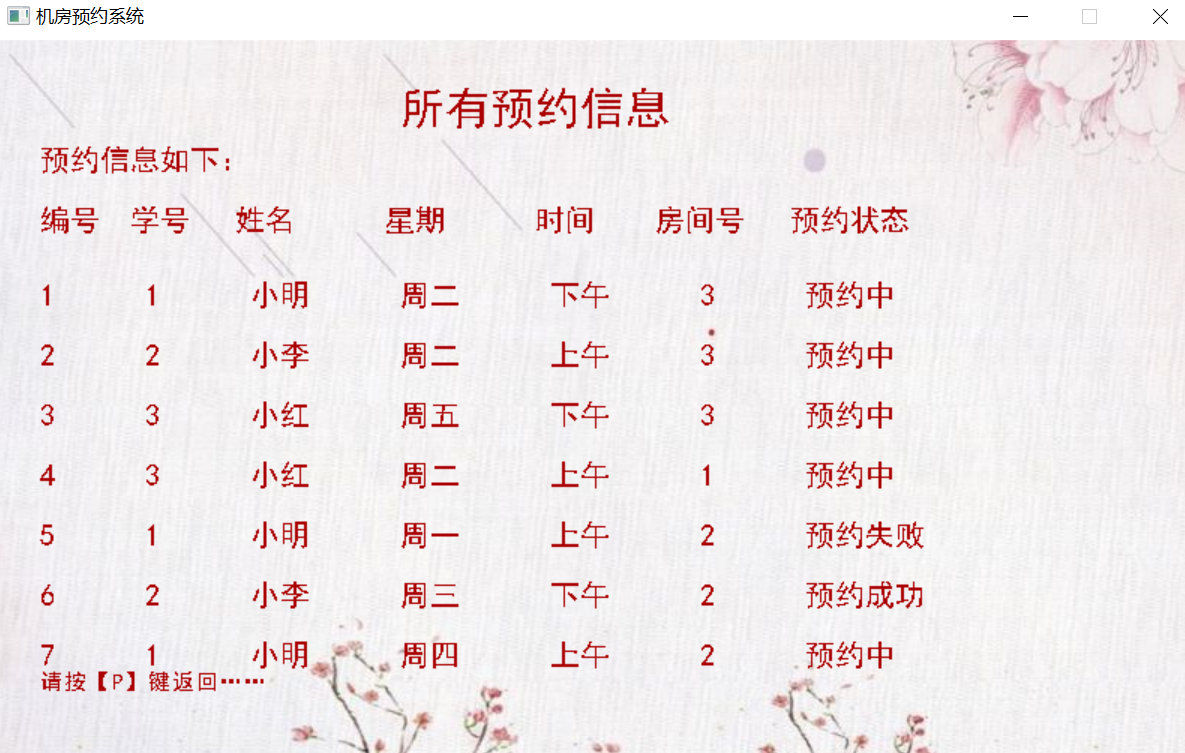 机房预约系统
所有预约信息
预约信息如下：
编号 学号 姓名 星期 时间 房间号 预约状态
1 1 小明 周二 下午 3 预约中
2 2 小李 周二 上午 3 预约中
3 3 小红 周五 下午 3 预约中
4 3 小红 周二 上午 1 预约中
5 1 小明 周一 上午 2 预约失败
6 2 小李 周三 下午 2 预约成功
7 1 小明 周四 上午 2 预约中
请按【P】键返回……